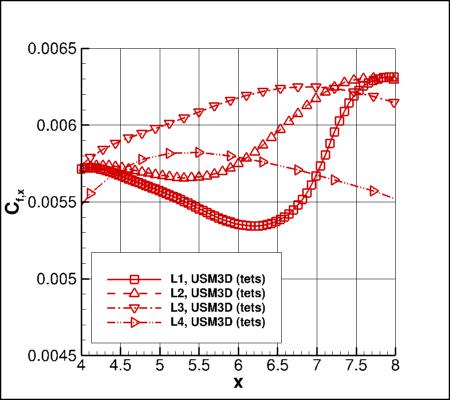 0.0065
0.006
0.0055
0.005
0.0045
C_f,x
L1, USM3D (tets)
L2, USM3D (tets)
L3, USM3D (tets)
L4, USM3D (tets)
4 4.5 5 5.5 6 6.5 7 7.5 8
x